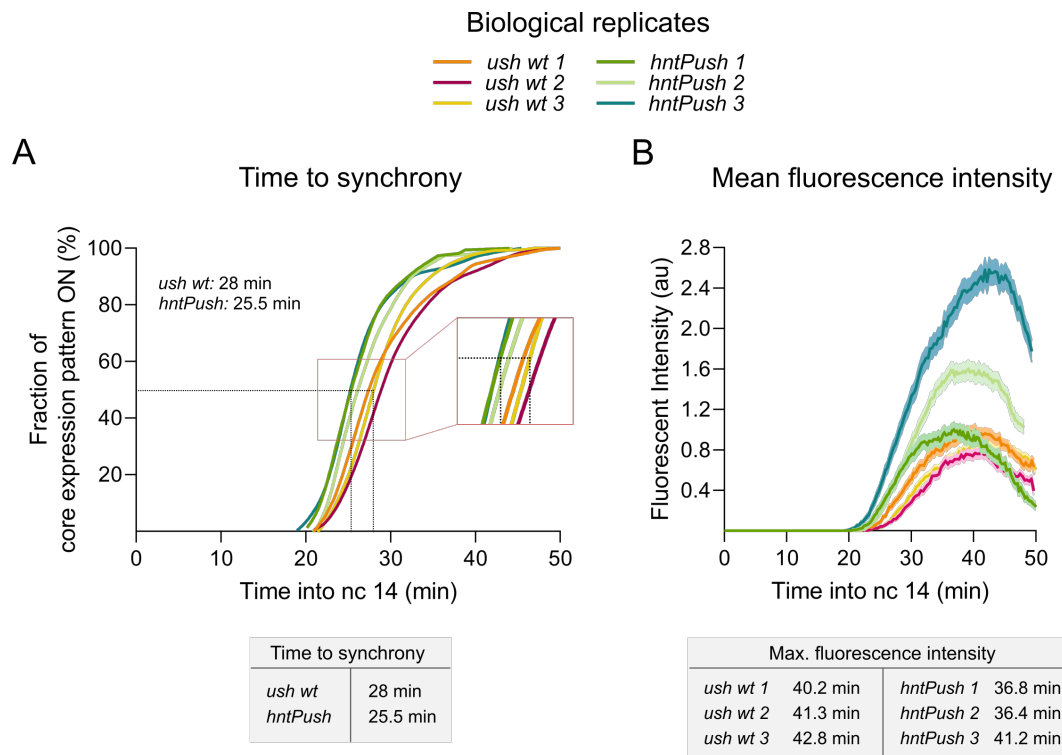 Biological replicates
ush wt 1 hntPush 1
ush wt 2 hntPush 2
ush wt 3 hntPush 3
A
Time to synchrony
Fraction of
core expression pattern ON (%)
100
80
60
40
20
ush wt: 28 min
hntPush: 25.5 min
0 10 20 30 40 50
Time into nc 14 (min)
Time to synchrony
ush wt 28 min
hntPush 25.5 min
B
Mean fluorescence intensity
Fluorescent Intensity (au)
2.8
2.4
2.0
1.6
1.2
0.8
0.4
0 10 20 30 40 50
Time into nc 14 (min)
Max. fluorescence intensity
ush wt 1 40.2 min hntPush 1 36.8 min
ush wt 2 41.3 min hntPush 2 36.4 min
ush wt 3 42.8 min hntPush 3 41.2 min